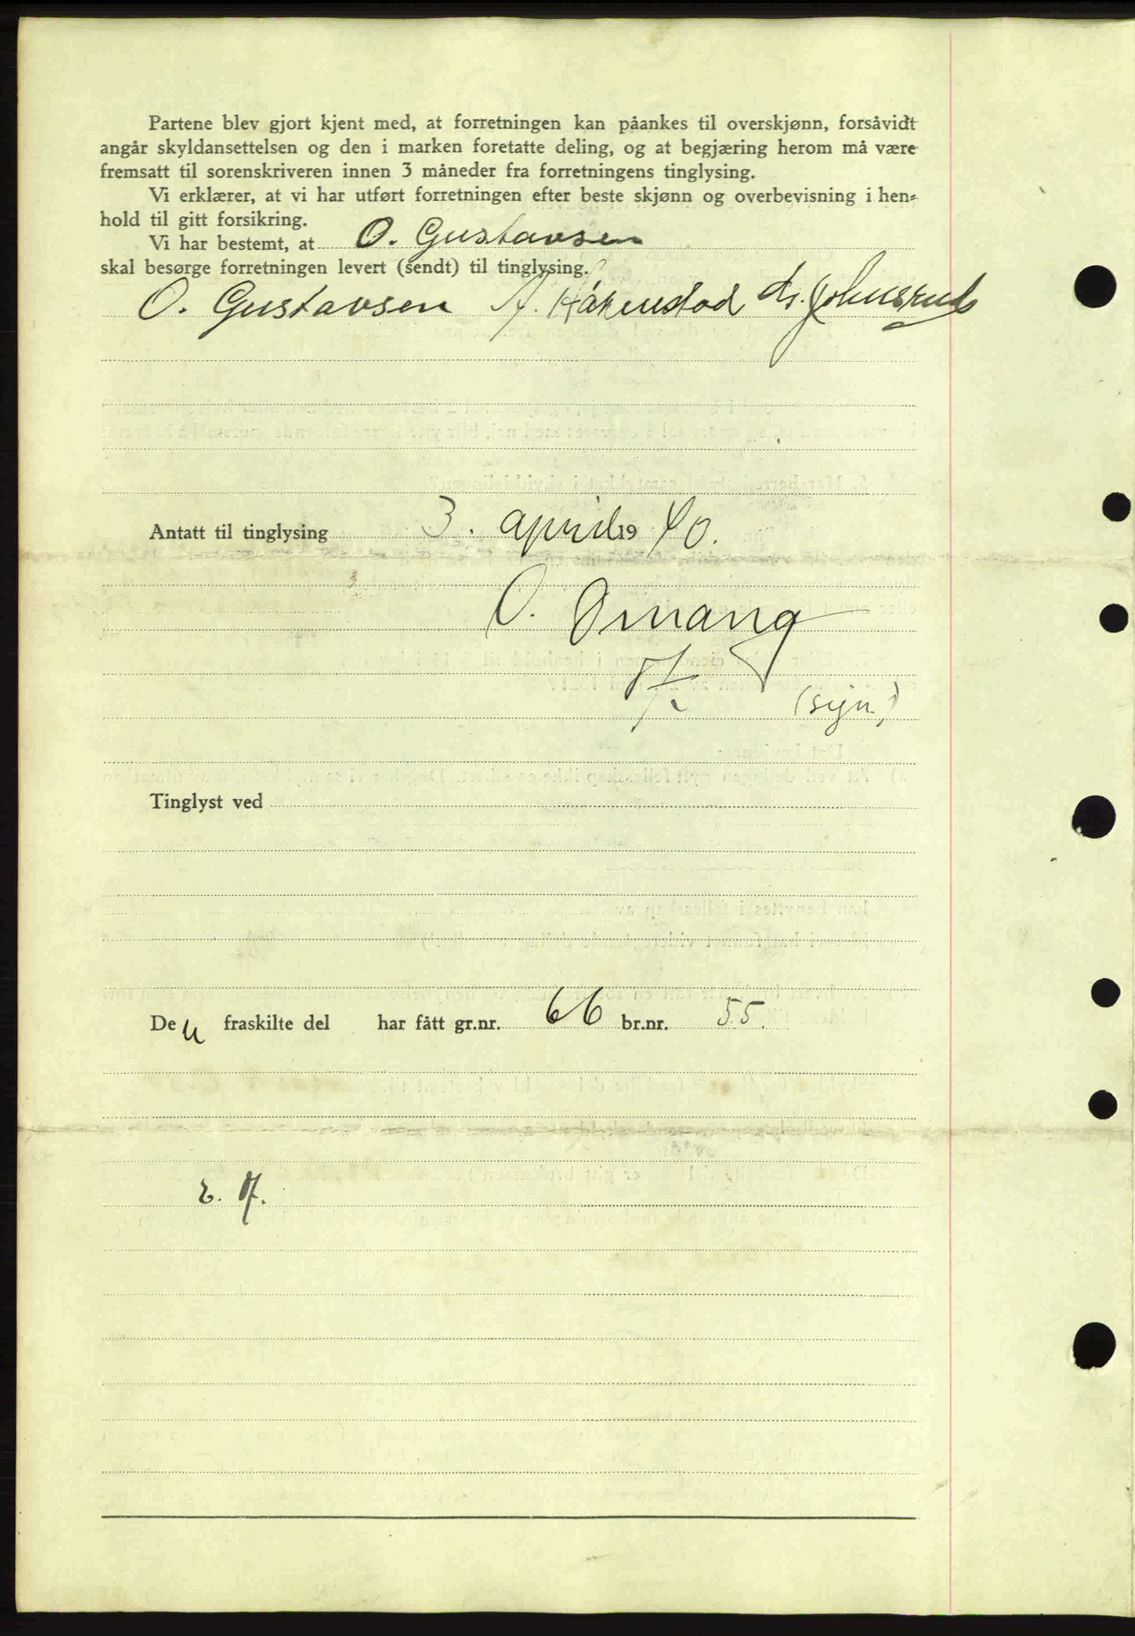 Partene blev gjort kjent med, at forretningen kan påankes til overskjønn, forsåvidt
angår skyldansettelsen og den i marken foretatte deling, og at begjæring herom må være
fremsatt til sorenskriveren innen 3 måneder fra forretningens tinglysing.
Vi erklærer, at vi har utført forretningen efter beste skjønn og overbevisning i hen-
hold til gitt forsikring.
Vi har bestemt, at O. Gustavsen
skal besørge forretningen levert (sendt) til tinglysing.
O. Gustavsen A. Håkenstad Johnsrud
Antatt til tinglysing 3. april 1940.
O. Omang
(sign.)
Tinglyst ved
Den fraskilte del har fått gr.nr. 66 br.nr. 55.